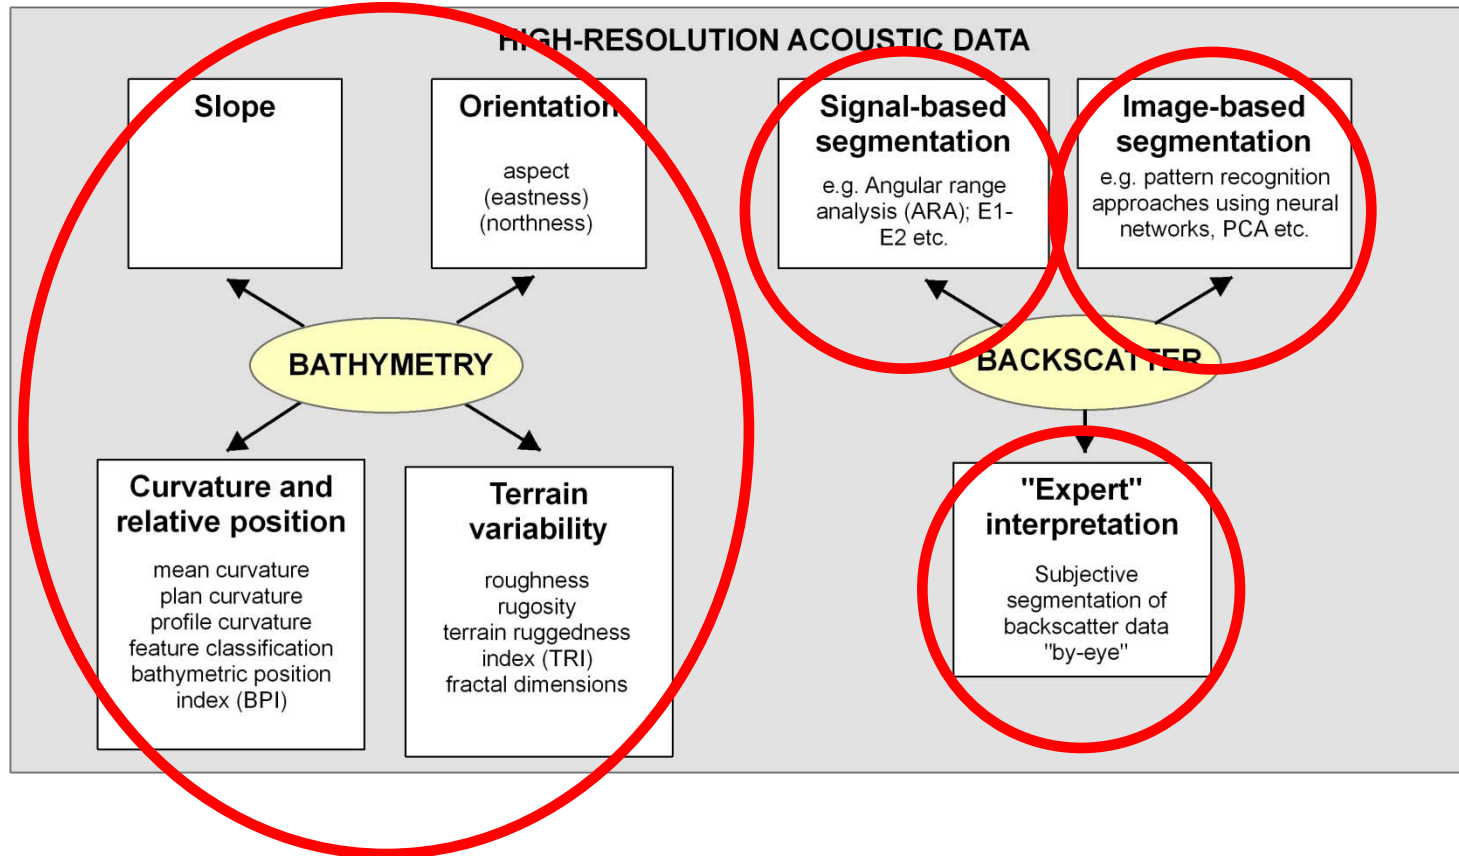 HIGH-RESOLUTION ACOUSTIC DATA
Slope
Orientation
aspect
(eastness)
(northness)
Signal-based
segmentation
e.g. Angular range
analysis (ARA); E1-
E2 etc.
Image-based
segmentation
e.g. pattern recognition
approaches using neural
networks, PCA etc.
BATHYMETRY
BACKSCATTER
Curvature and
relative position
mean curvature
plan curvature
profile curvature
feature classification
bathymetric position
index (BPI)
Terrain
variability
roughness
rugosity
terrain ruggedness
index (TRI)
fractal dimensions
"Expert"
interpretation
Subjective
segmentation of
backscatter data
"by-eye"